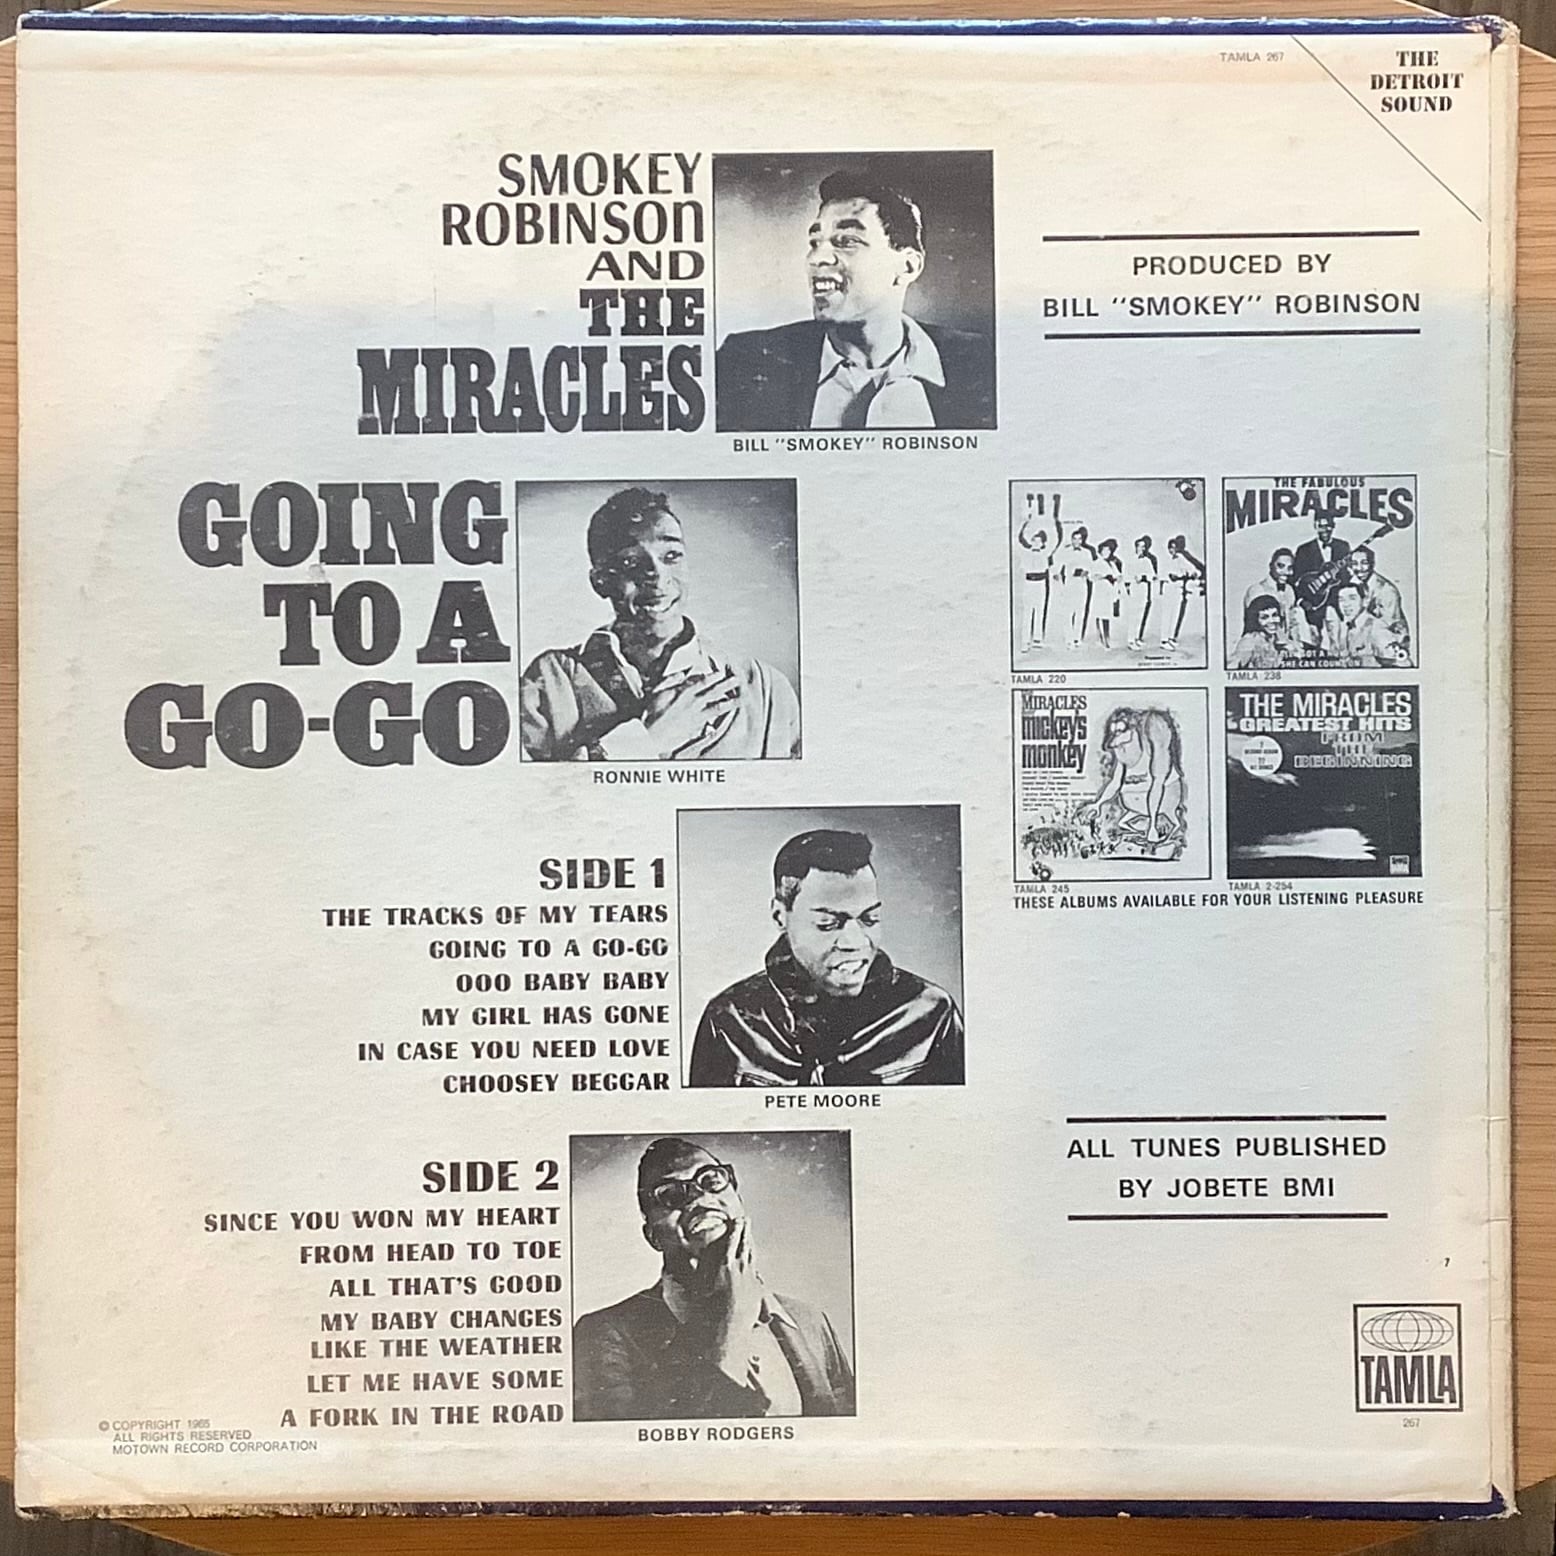 TAMLA 267
THE
DETROIT
SOUND
SMOKEY
ROBINSON
AND
THE
MIRACLES
BILL "SMOKEY" ROBINSON
PRODUCED BY
BILL "SMOKEY" ROBINSON
GOING
TO A
GO-GO
RONNIE WHITE
TAMLA 220
THE FABULOUS
MIRACLES
SHE CAN COUNT ON
TAMLA 238
MIRACLES
mickey's
monkey
TAMLA 245
THE MIRACLES
GREATEST HITS
FROM
THE
BEGINNING
TAMLA 2-254
THESE ALBUMS AVAILABLE FOR YOUR LISTENING PLEASURE
SIDE 1
THE TRACKS OF MY TEARS
GOING TO A GO-GO
OOO BABY BABY
MY GIRL HAS GONE
IN CASE YOU NEED LOVE
CHOOSEY BEGGAR
PETE MOORE
SIDE 2
SINCE YOU WON MY HEART
FROM HEAD TO TOE
ALL THAT'S GOOD
MY BABY CHANGES
LIKE THE WEATHER
LET ME HAVE SOME
A FORK IN THE ROAD
BOBBY RODGERS
ALL TUNES PUBLISHED
BY JOBETE BMI
7
TAMLA
267
© COPYRIGHT 1965
ALL RIGHTS RESERVED
MOTOWN RECORD CORPORATION